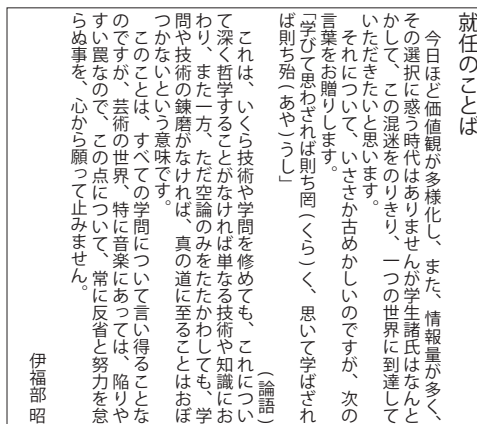 就任のことば
今日ほど価値観が多様化し、また、情報量が多く、
その選択に惑う時代はありませんが学生諸氏はなんと
かして、この混迷をのりきり、一つの世界に到達して
いただきたいと思います。
それについて、いささか古めかしいのですが、次の
言葉をお贈りします。
「学びて思わざれば則ち罔(くら)く、思いて学ばざれ
ば則ち殆(あや)うし」
(論語)
これは、いくら技術や学問を修めても、これについ
て深く哲学することがなければ単なる技術や知識にお
わり、また一方、ただ空論のみをたたかわしても、学
問や技術の錬磨がなければ、真の道に至ることはおぼ
つかないという意味です。
このことは、すべての学問について言い得ることな
のですが、芸術の世界、特に音楽にあっては、陥りや
すい罠なので、この点について、常に反省と努力を怠
らぬ事を、心から願って止みません。
伊福部 昭